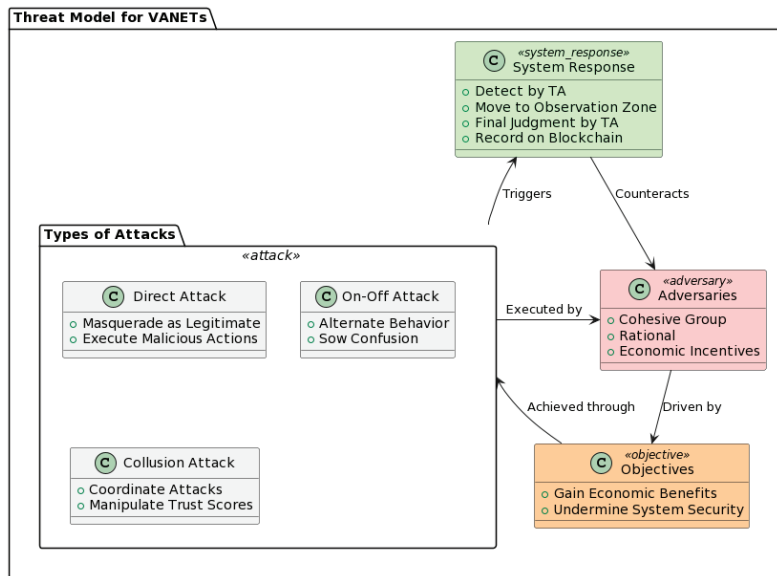 Threat Model for VANETs
«system_response»
C System Response
Detect by TA
Move to Observation Zone
Final Judgment by TA
Record on Blockchain
Triggers
Counteracts
Types of Attacks
«attack»
C Direct Attack
Masquerade as Legitimate
Execute Malicious Actions
C On-Off Attack
Alternate Behavior
Sow Confusion
Executed by
«adversary»
C Adversaries
Cohesive Group
Rational
Economic Incentives
Achieved through
Driven by
C Collusion Attack
Coordinate Attacks
Manipulate Trust Scores
«objective»
C Objectives
Gain Economic Benefits
Undermine System Security